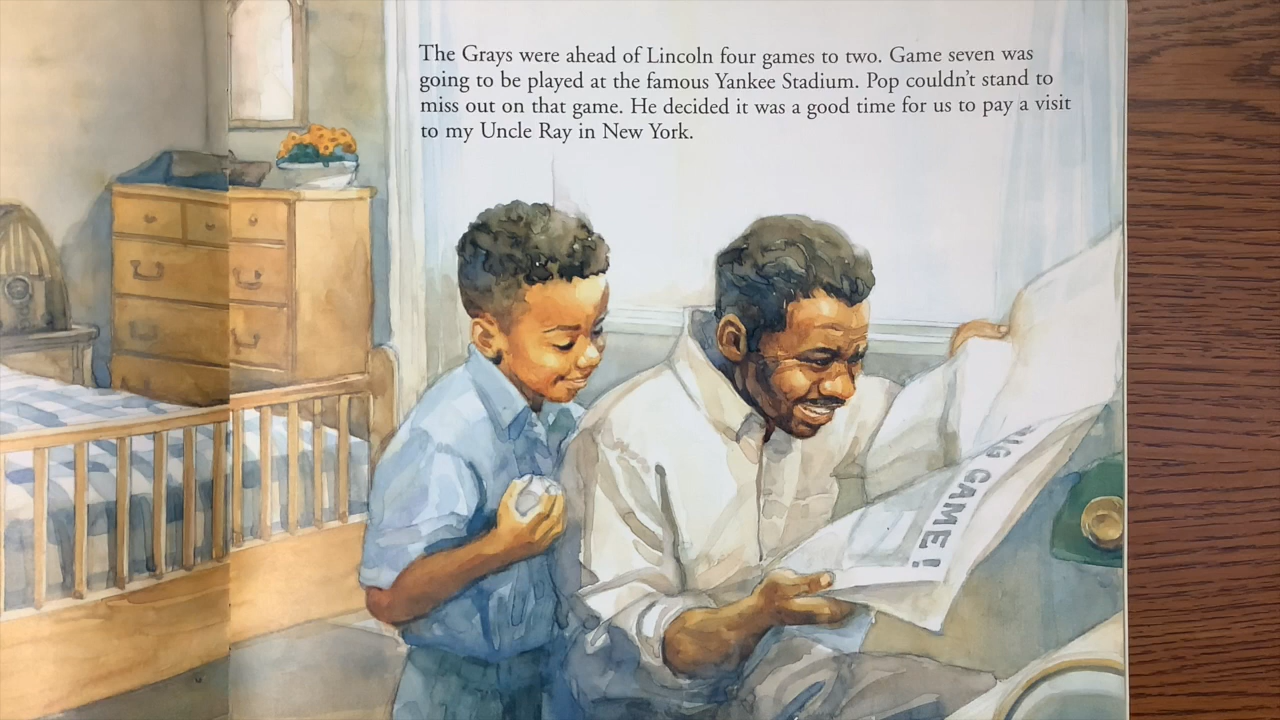 The Grays were ahead of Lincoln four games to two. Game seven was
going to be played at the famous Yankee Stadium. Pop couldn't stand to
miss out on that game. He decided it was a good time for us to pay a visit
to my Uncle Ray in New York.
GAME!